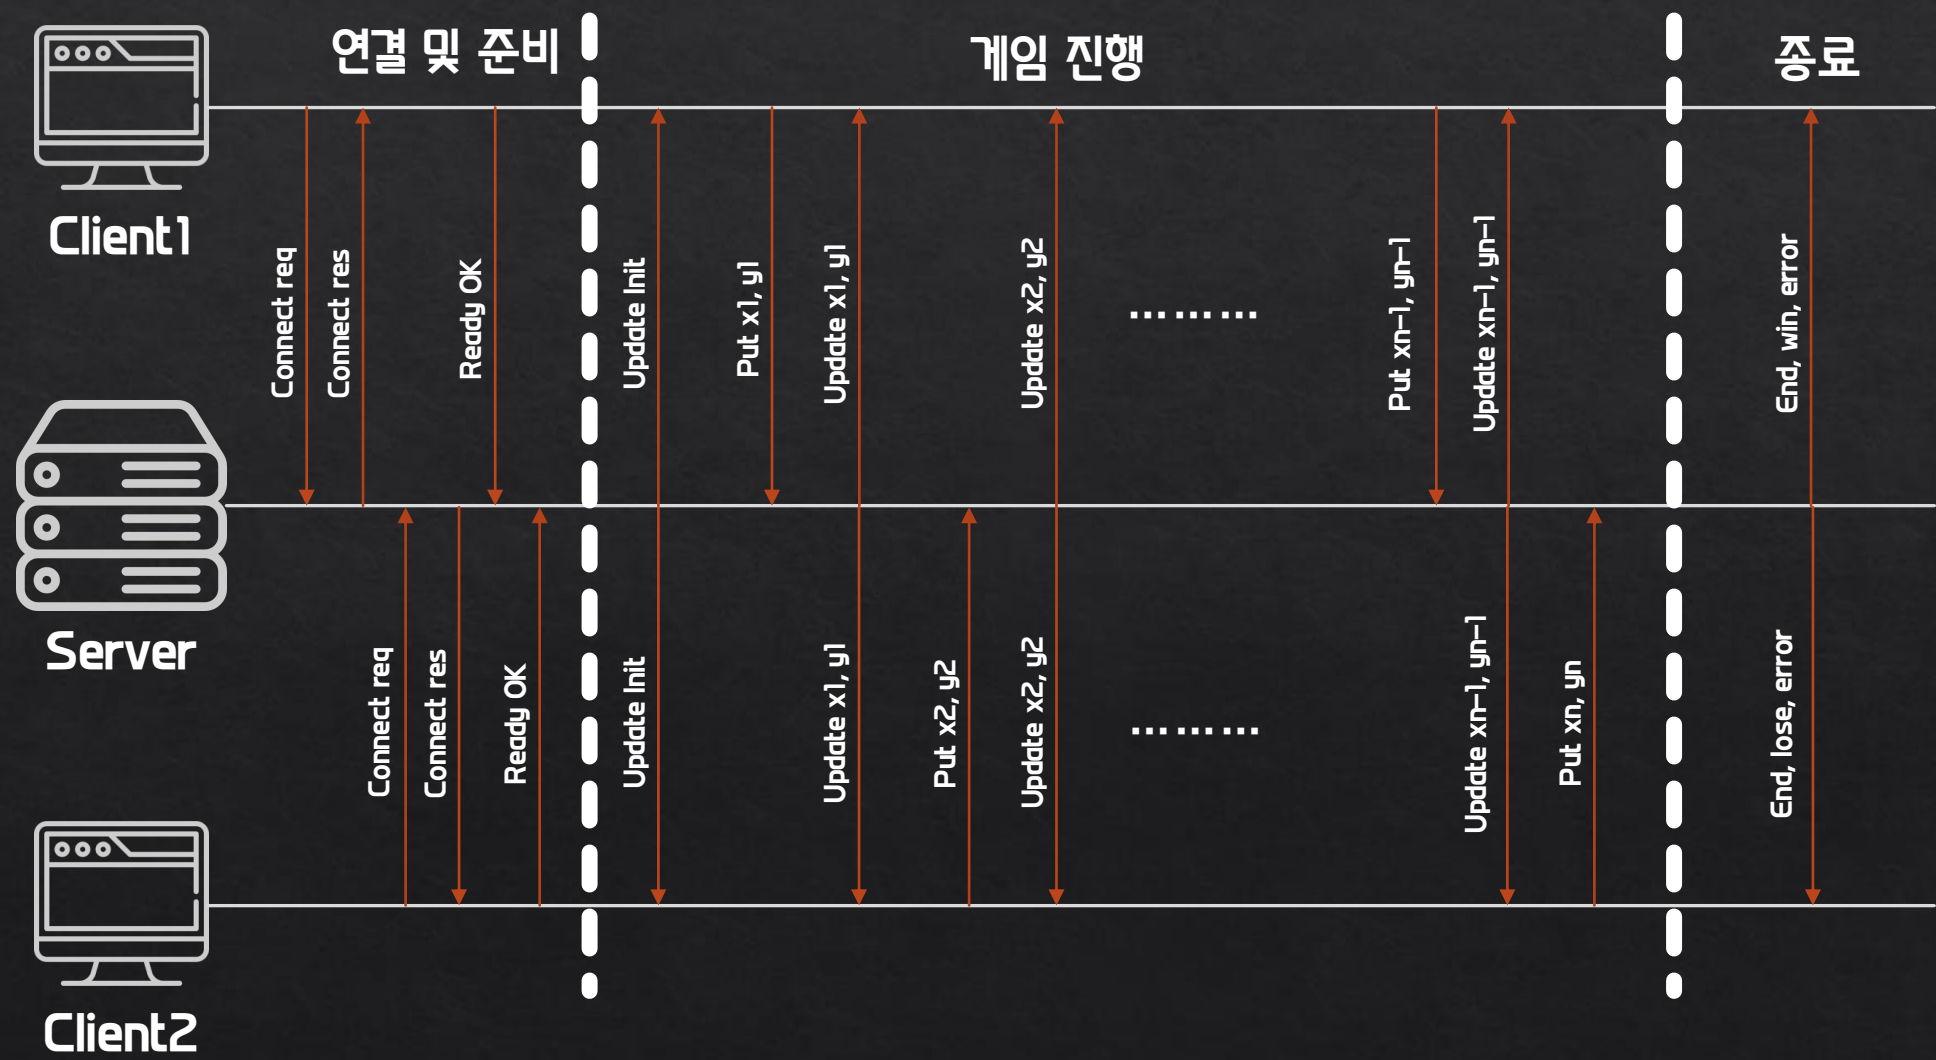 연결 및 준비
게임 진행
종료
Client1
Connect req
Connect res
Ready OK
Update Init
Put x1, y1
Update x1, y1
Update x2, y2
………
Put xn-1, yn-1
Update xn-1, yn-1
End, win, error
Server
Connect req
Connect res
Ready OK
Update Init
Update x1, y1
Put x2, y2
Update x2, y2
………
Update xn-1, yn-1
Put xn, yn
End, lose, error
Client2